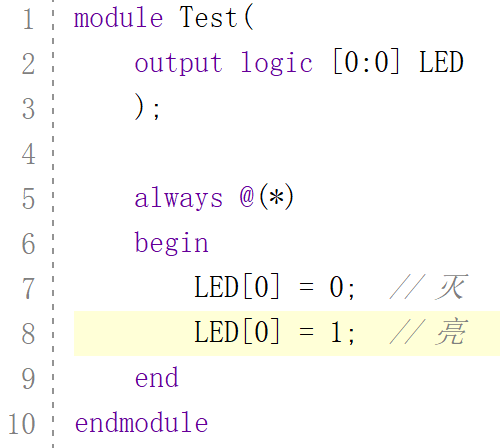 1 module Test(
2     output logic [0:0] LED
3     );
4
5     always @(*)
6     begin
7         LED[0] = 0;  // 灭
8         LED[0] = 1;  // 亮
9     end
10 endmodule